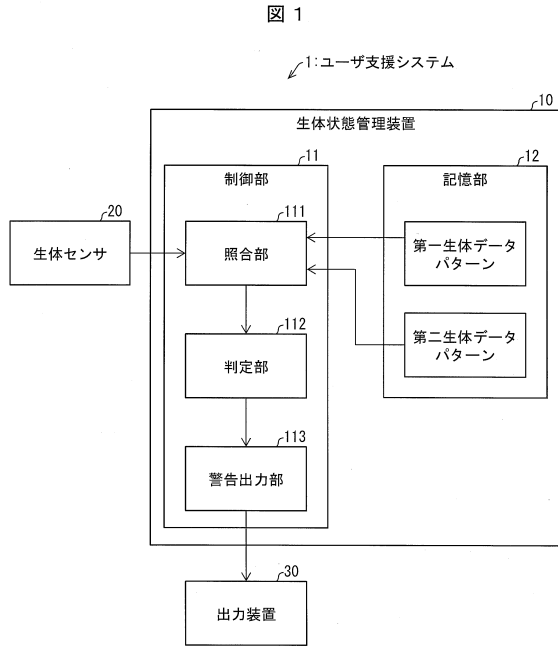 図 1
1:ユーザ支援システム
10
生体状態管理装置
11
制御部
12
記憶部
20
生体センサ
111
照合部
第一生体データ
パターン
第二生体データ
パターン
112
判定部
113
警告出力部
30
出力装置